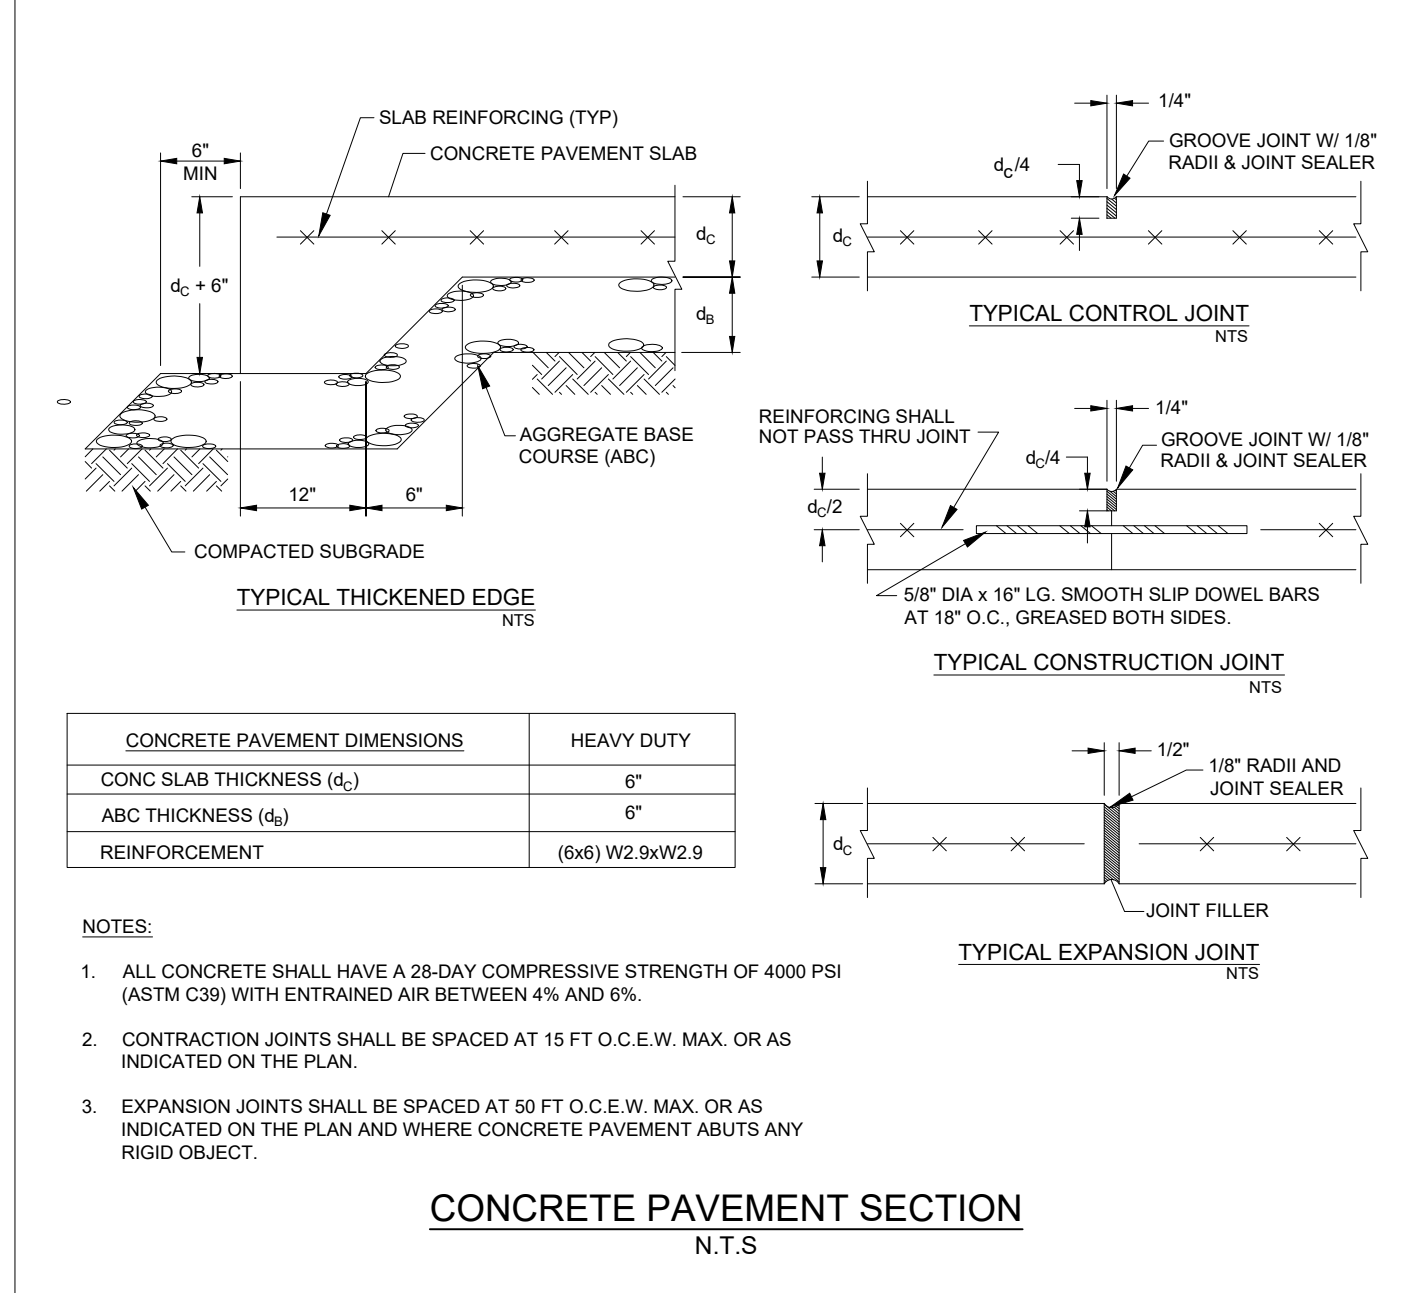 SLAB REINFORCING (TYP)
CONCRETE PAVEMENT SLAB
6"
MIN
dC + 6"
dC
dB
AGGREGATE BASE
COURSE (ABC)
12"
6"
COMPACTED SUBGRADE
TYPICAL THICKENED EDGE
NTS
1/4"
GROOVE JOINT W/ 1/8"
RADII & JOINT SEALER
dC/4
dC
TYPICAL CONTROL JOINT
NTS
1/4"
REINFORCING SHALL
NOT PASS THRU JOINT
GROOVE JOINT W/ 1/8"
RADII & JOINT SEALER
dC/4
dC/2
5/8" DIA x 16" LG. SMOOTH SLIP DOWEL BARS
AT 18" O.C., GREASED BOTH SIDES.
TYPICAL CONSTRUCTION JOINT
NTS
CONCRETE PAVEMENT DIMENSIONS HEAVY DUTY
CONC SLAB THICKNESS (dC) 6"
ABC THICKNESS (dB) 6"
REINFORCEMENT (6x6) W2.9xW2.9
1/2"
1/8" RADII AND
JOINT SEALER
dC
JOINT FILLER
TYPICAL EXPANSION JOINT
NTS
NOTES:
1. ALL CONCRETE SHALL HAVE A 28-DAY COMPRESSIVE STRENGTH OF 4000 PSI
(ASTM C39) WITH ENTRAINED AIR BETWEEN 4% AND 6%.
2. CONTRACTION JOINTS SHALL BE SPACED AT 15 FT O.C.E.W. MAX. OR AS
INDICATED ON THE PLAN.
3. EXPANSION JOINTS SHALL BE SPACED AT 50 FT O.C.E.W. MAX. OR AS
INDICATED ON THE PLAN AND WHERE CONCRETE PAVEMENT ABUTS ANY
RIGID OBJECT.
CONCRETE PAVEMENT SECTION
N.T.S